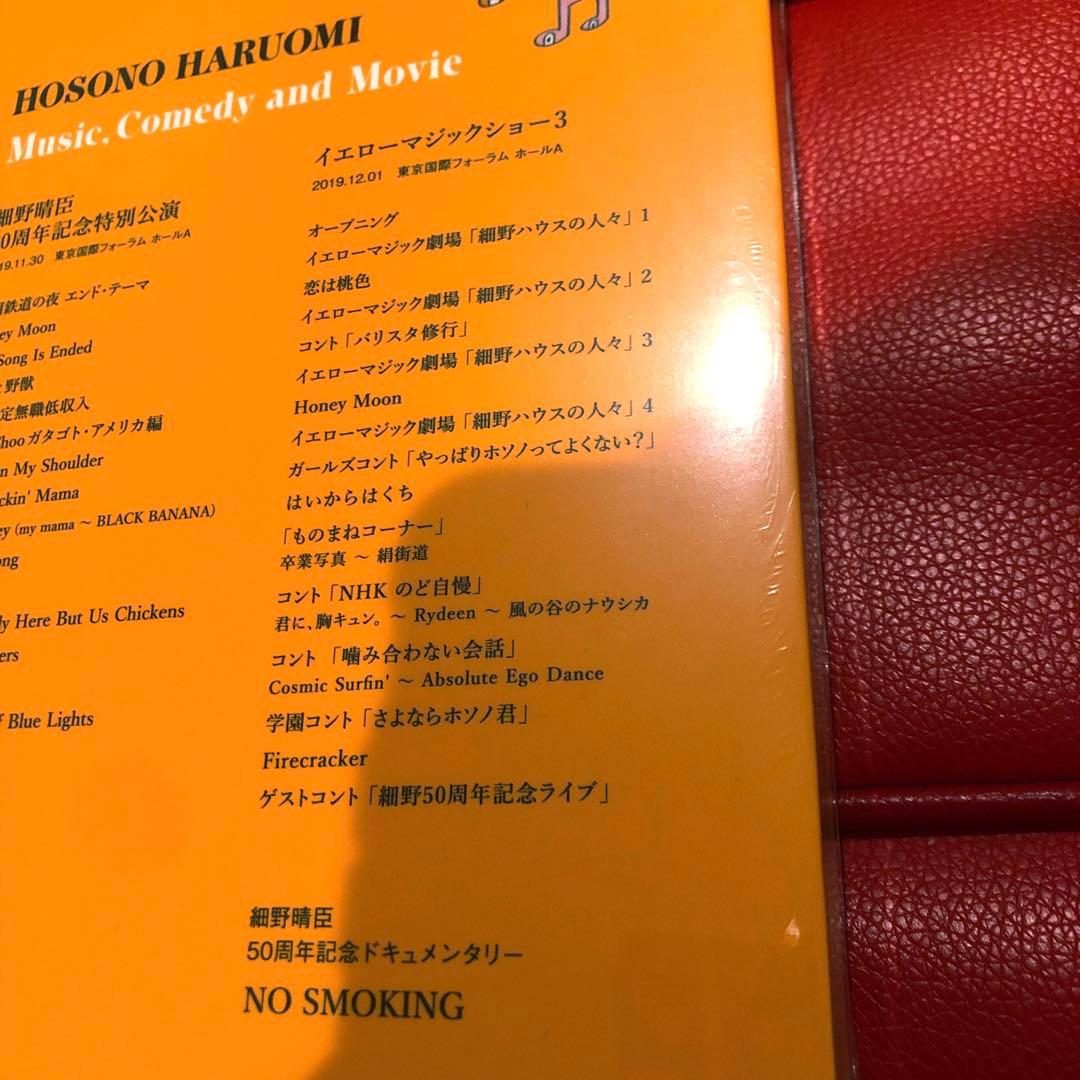 HOSONO HARUOMI
Music, Comedy and Movie
細野晴臣
0周年記念特別公演
19.11.30 東京国際フォーラム ホールA
鉄道の夜 エンド・テーマ
ey Moon
Song Is Ended
と野獣
定無職低収入
Chooガタゴト・アメリカ編
n My Shoulder
ckin' Mama
ey (my mama ～ BLACK BANANA)
ong
ly Here But Us Chickens
ers
f Blue Lights
イエローマジックショー3
2019.12.01 東京国際フォーラム ホールA
オープニング
イエローマジック劇場「細野ハウスの人々」1
恋は桃色
イエローマジック劇場「細野ハウスの人々」2
コント「バリスタ修行」
イエローマジック劇場「細野ハウスの人々」3
Honey Moon
イエローマジック劇場「細野ハウスの人々」4
ガールズコント「やっぱりホソノってよくない？」
はいからはくち
「ものまねコーナー」
卒業写真 ～ 絹街道
コント「NHK のど自慢」
君に、胸キュン。 ～ Rydeen ～ 風の谷のナウシカ
コント 「噛み合わない会話」
Cosmic Surfin' ～ Absolute Ego Dance
学園コント「さよならホソノ君」
Firecracker
ゲストコント「細野50周年記念ライブ」
細野晴臣
50周年記念ドキュメンタリー
NO SMOKING